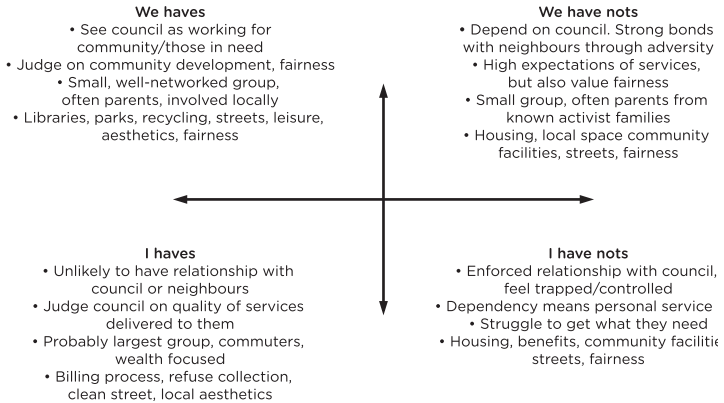 We haves
• See council as working for
community/those in need
• Judge on community development, fairness
• Small, well-networked group,
often parents, involved locally
• Libraries, parks, recycling, streets, leisure,
aesthetics, fairness
We have nots
• Depend on council. Strong bonds
with neighbours through adversity
• High expectations of services,
but also value fairness
• Small group, often parents from
known activist families
• Housing, local space community
facilities, streets, fairness
I haves
• Unlikely to have relationship with
council or neighbours
• Judge council on quality of services
delivered to them
• Probably largest group, commuters,
wealth focused
• Billing process, refuse collection,
clean street, local aesthetics
I have nots
• Enforced relationship with council,
feel trapped/controlled
• Dependency means personal service
• Struggle to get what they need
• Housing, benefits, community facilitie
streets, fairness